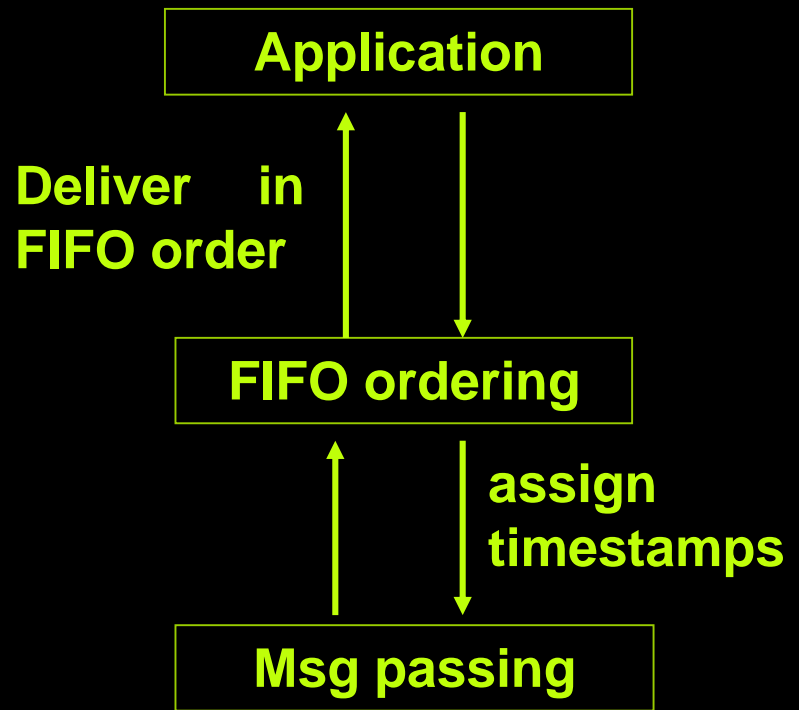 Application
Deliver in
FIFO order
FIFO ordering
assign
timestamps
Msg passing